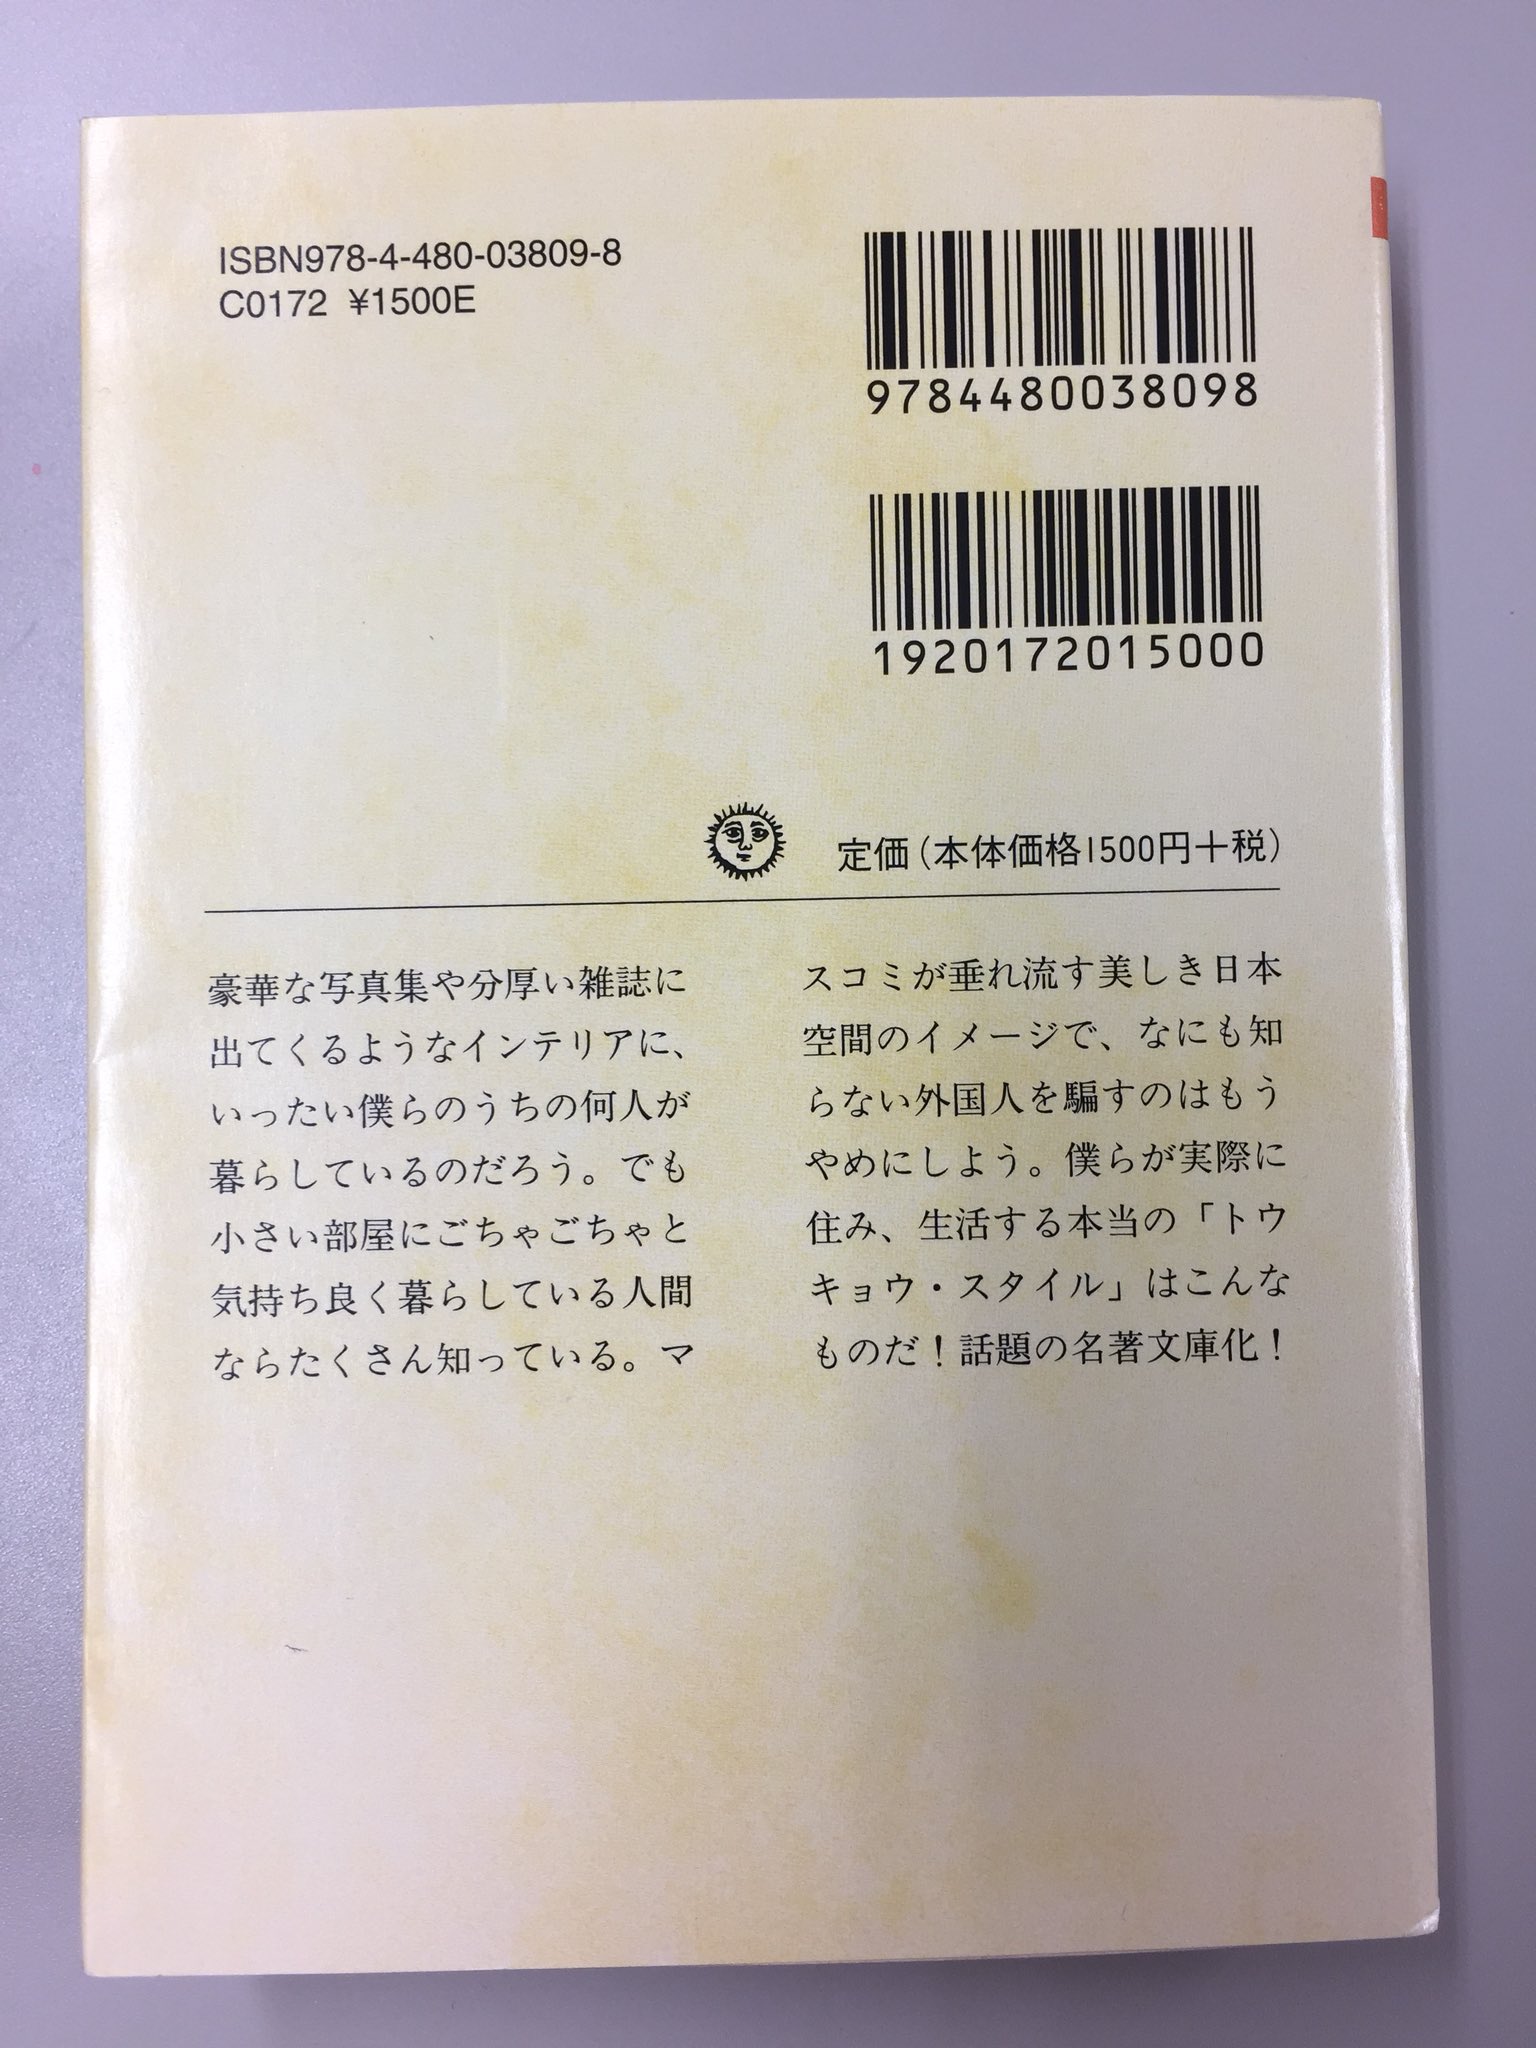 ISBN978-4-480-03809-8
C0172 ¥1500E
9784480038098
1920172015000
定価(本体価格1500円+税)
豪華な写真集や分厚い雑誌に
出てくるようなインテリアに、
いったい僕らのうちの何人が
暮らしているのだろう。でも
小さい部屋にごちゃごちゃと
気持ち良く暮らしている人間
ならたくさん知っている。マ
スコミが垂れ流す美しき日本
空間のイメージで、なにも知
らない外国人を騙すのはもう
やめにしよう。僕らが実際に
住み、生活する本当の「トウ
キョウ・スタイル」はこんな
ものだ!話題の名著文庫化!